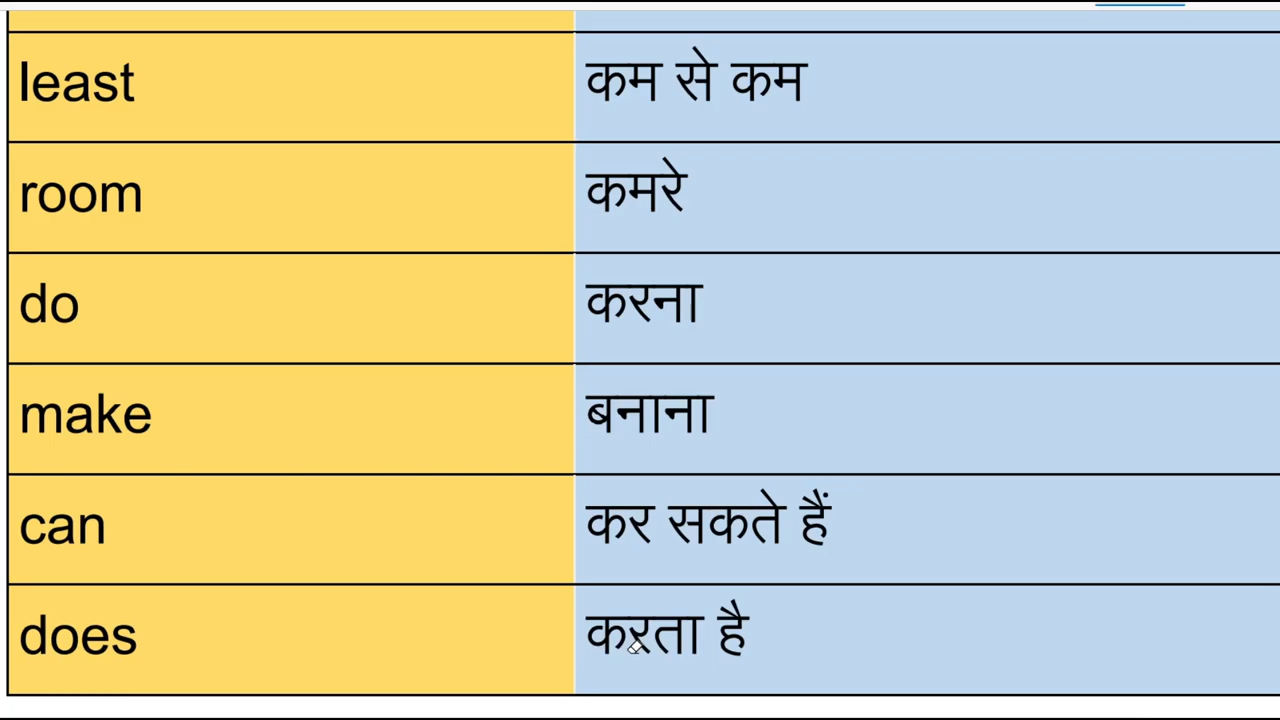 least कम से कम
room कमरे
do करना
make बनाना
can कर सकते हैं
does करता है